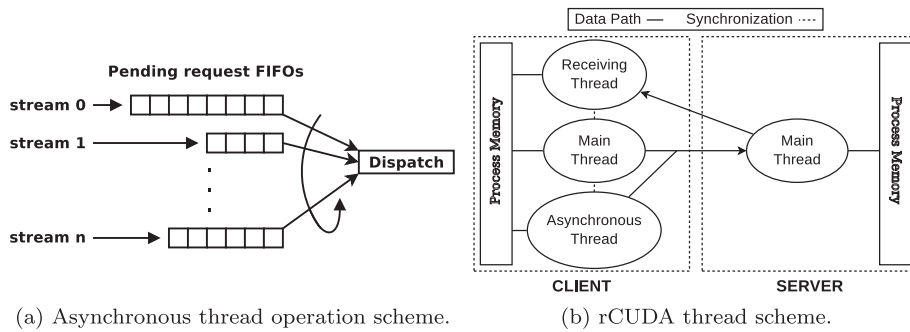 Pending request FIFOs
stream 0
stream 1
stream n
Dispatch
(a) Asynchronous thread operation scheme.
Data Path
Synchronization
Process Memory
Receiving
Thread
Main
Thread
Asynchronous
Thread
Main
Thread
Process Memory
CLIENT
SERVER
(b) rCUDA thread scheme.